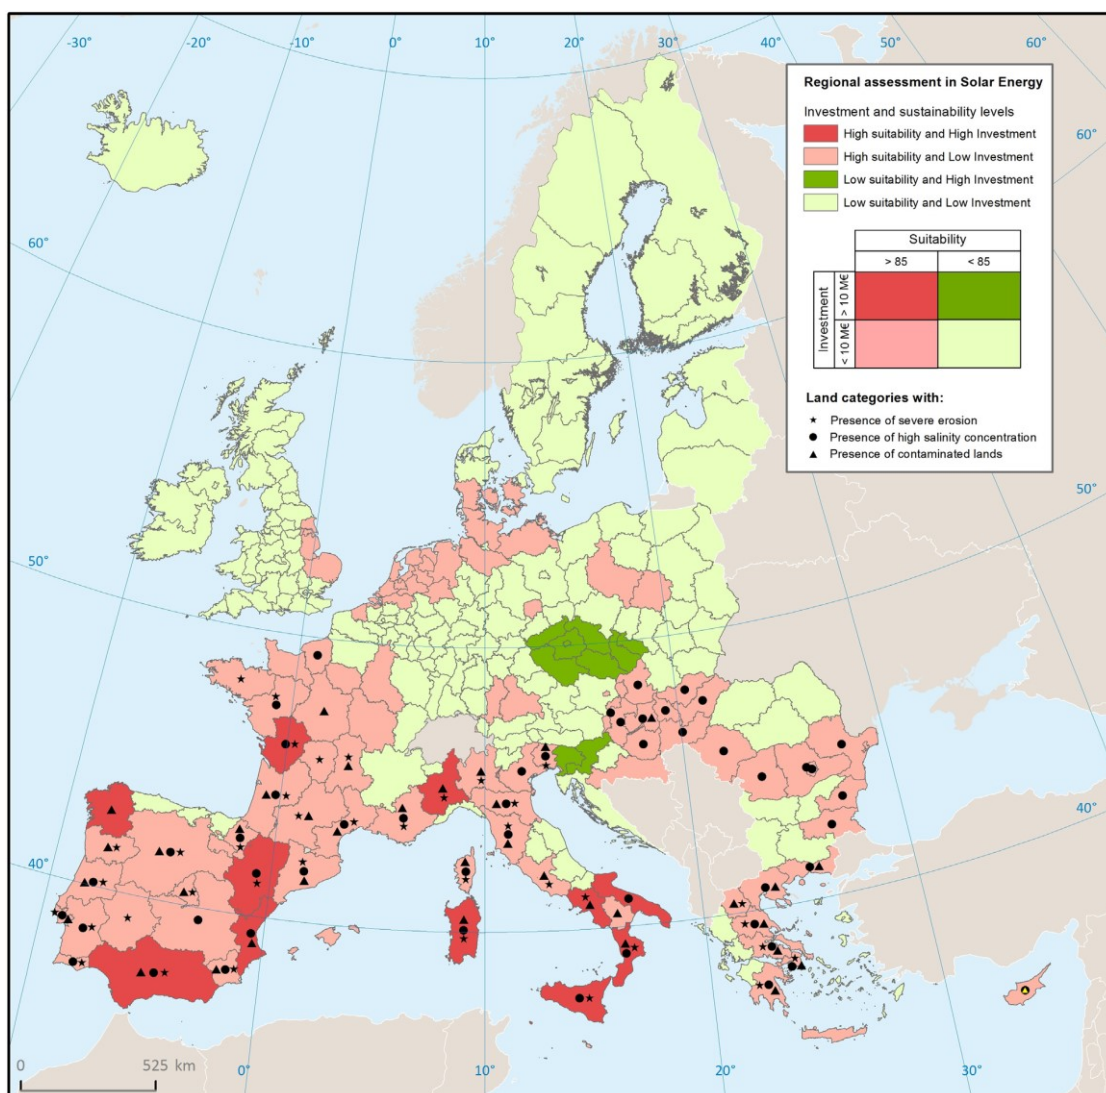 -30° -20° -10° 0° 10° 20° 30° 40° 50° 60°
Regional assessment in Solar Energy
Investment and sustainability levels
High suitability and High Investment
High suitability and Low Investment
Low suitability and High Investment
Low suitability and Low Investment
Suitability
> 85 < 85
Investment
> 10 M€
< 10 M€
Land categories with:
Presence of severe erosion
Presence of high salinity concentration
Presence of contaminated lands
60°
60°
50°
50°
40°
40°
0 525 km
0° 10° 20° 30°